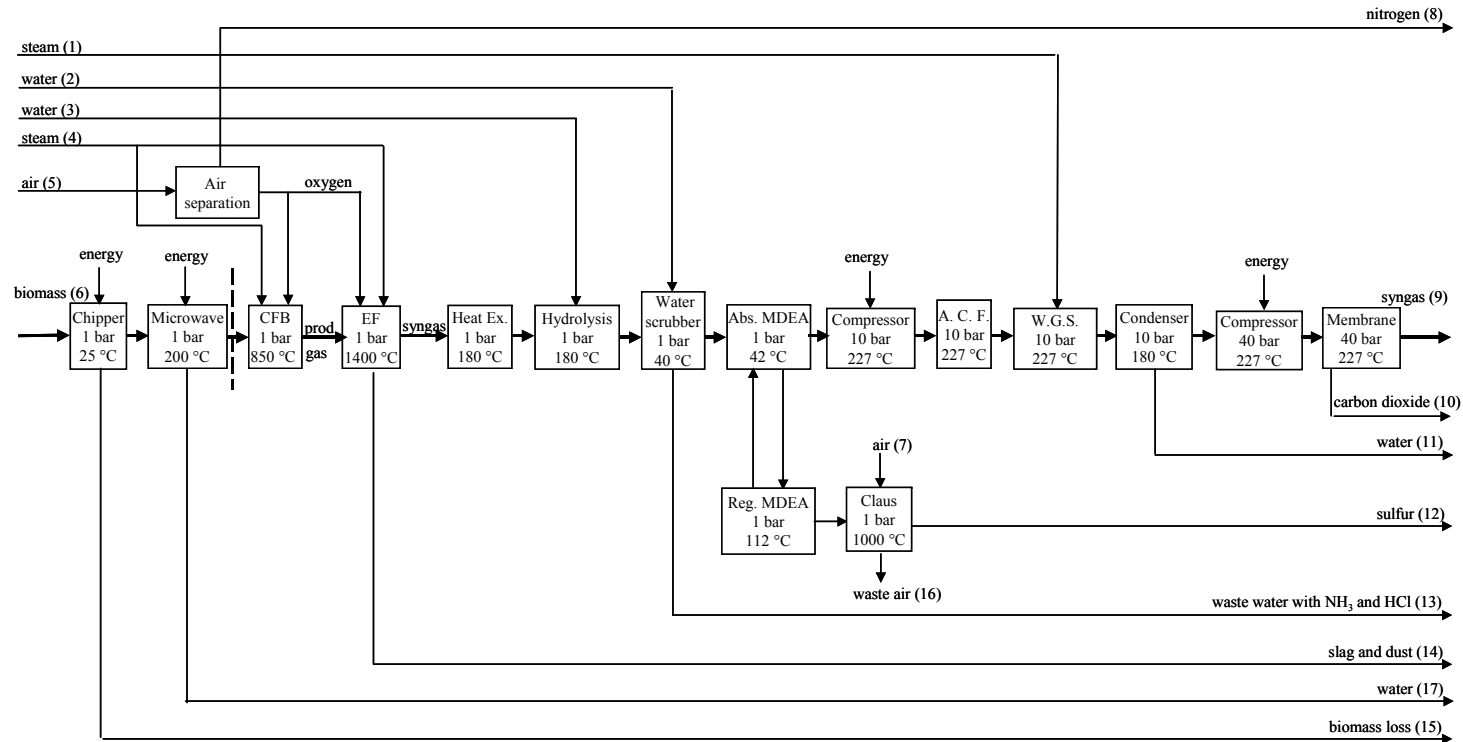 nitrogen (8)
steam (1)
water (2)
water (3)
steam (4)
air (5)
Air
separation
oxygen
energy
energy
biomass (6)
Chipper
1 bar
25 °C
Microwave
1 bar
200 °C
CFB
1 bar
850 °C
prod
gas
EF
1 bar
1400 °C
syngas
Heat Ex.
1 bar
180 °C
Hydrolysis
1 bar
180 °C
Water
scrubber
1 bar
40 °C
Abs. MDEA
1 bar
42 °C
energy
Compressor
10 bar
227 °C
A. C. F.
10 bar
227 °C
W.G.S.
10 bar
227 °C
Condenser
10 bar
180 °C
energy
Compressor
40 bar
227 °C
Membrane
40 bar
227 °C
syngas (9)
carbon dioxide (10)
water (11)
air (7)
Reg. MDEA
1 bar
112 °C
Claus
1 bar
1000 °C
sulfur (12)
waste air (16)
waste water with NH3 and HCl (13)
slag and dust (14)
water (17)
biomass loss (15)